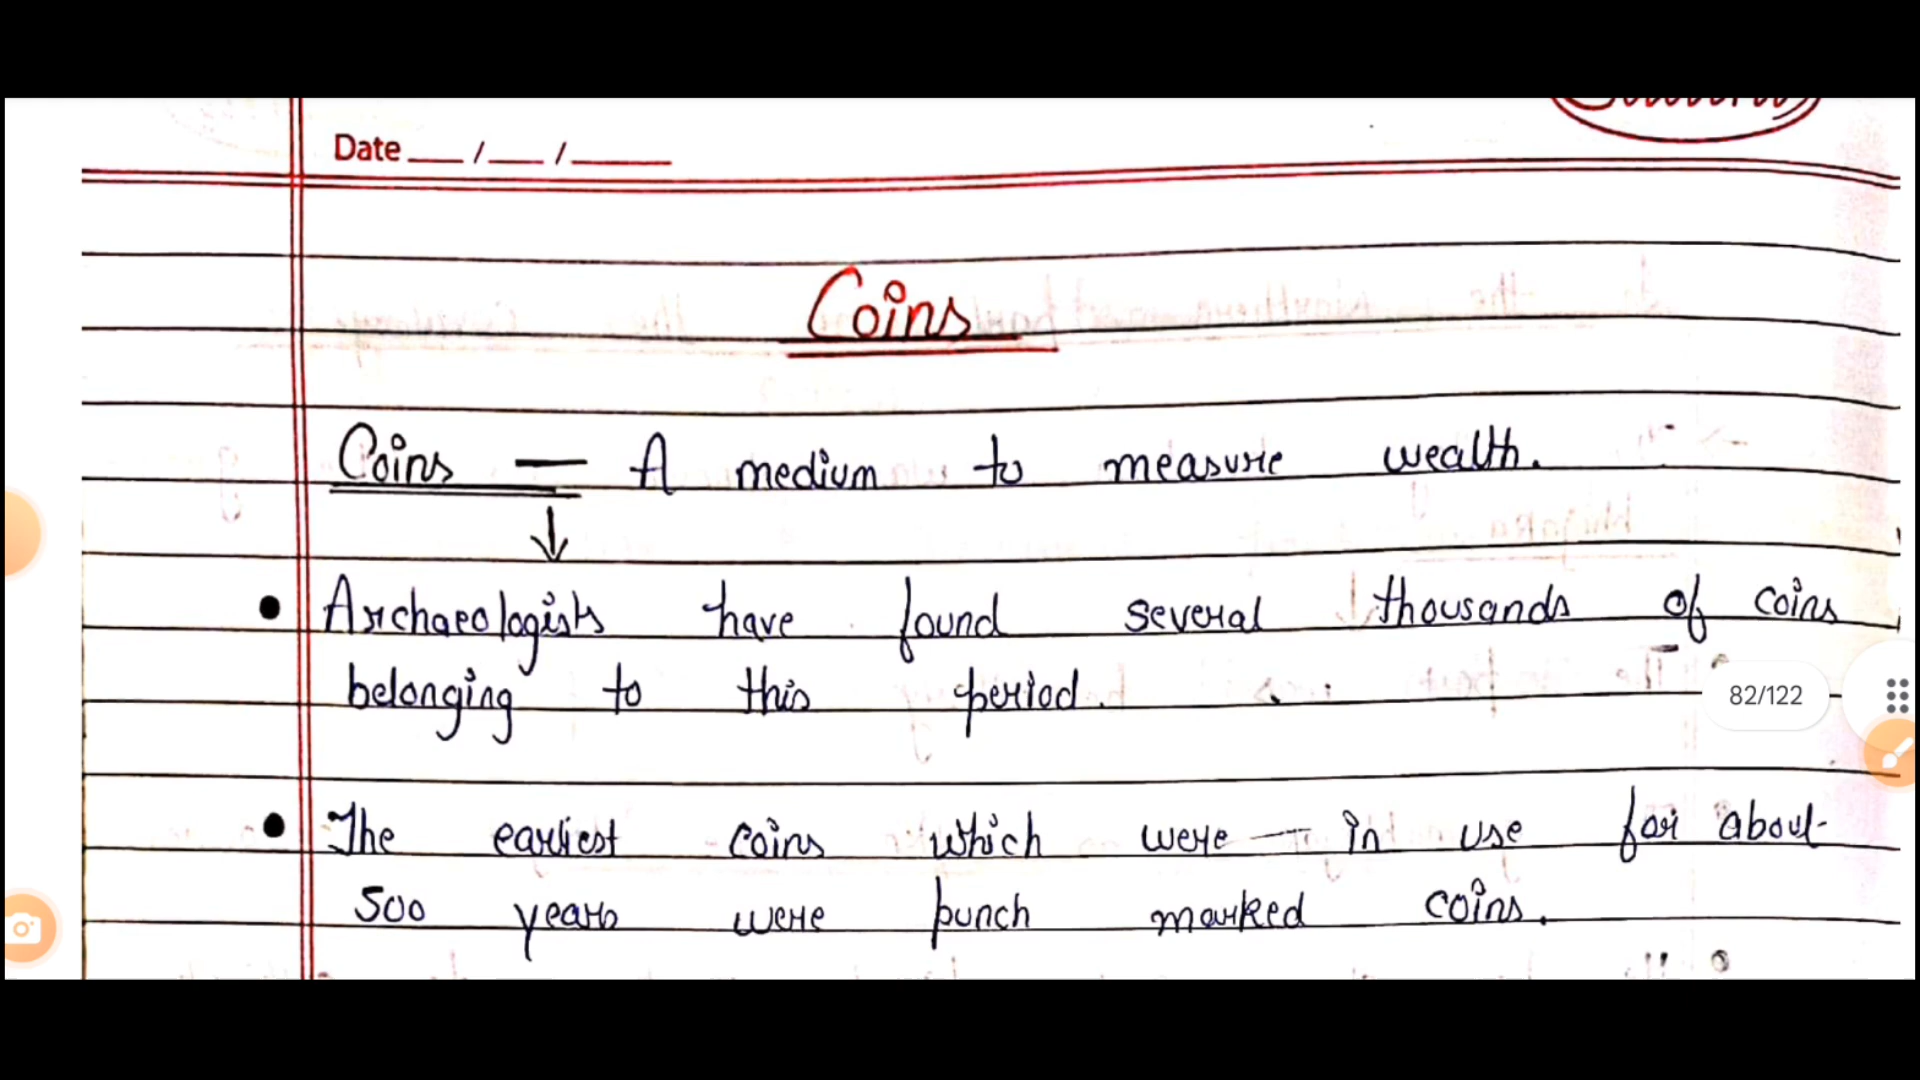 Date ___ / ___ / ______
Coins
Coins — A medium to measure wealth.
↓
• Archaeologists have found several thousands of coins
belonging to this period.
82/122
• The earliest coins which were — in use for about
500 years were punch marked coins.